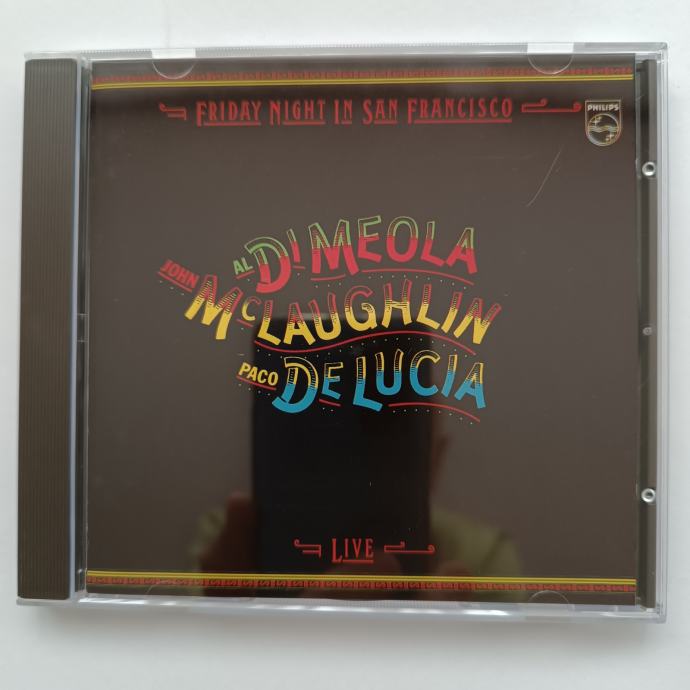 FRIDAY NIGHT IN SAN FRANCISCO
PHILIPS
AL DI MEOLA
JOHN McLAUGHLIN
PACO DE LUCIA
LIVE